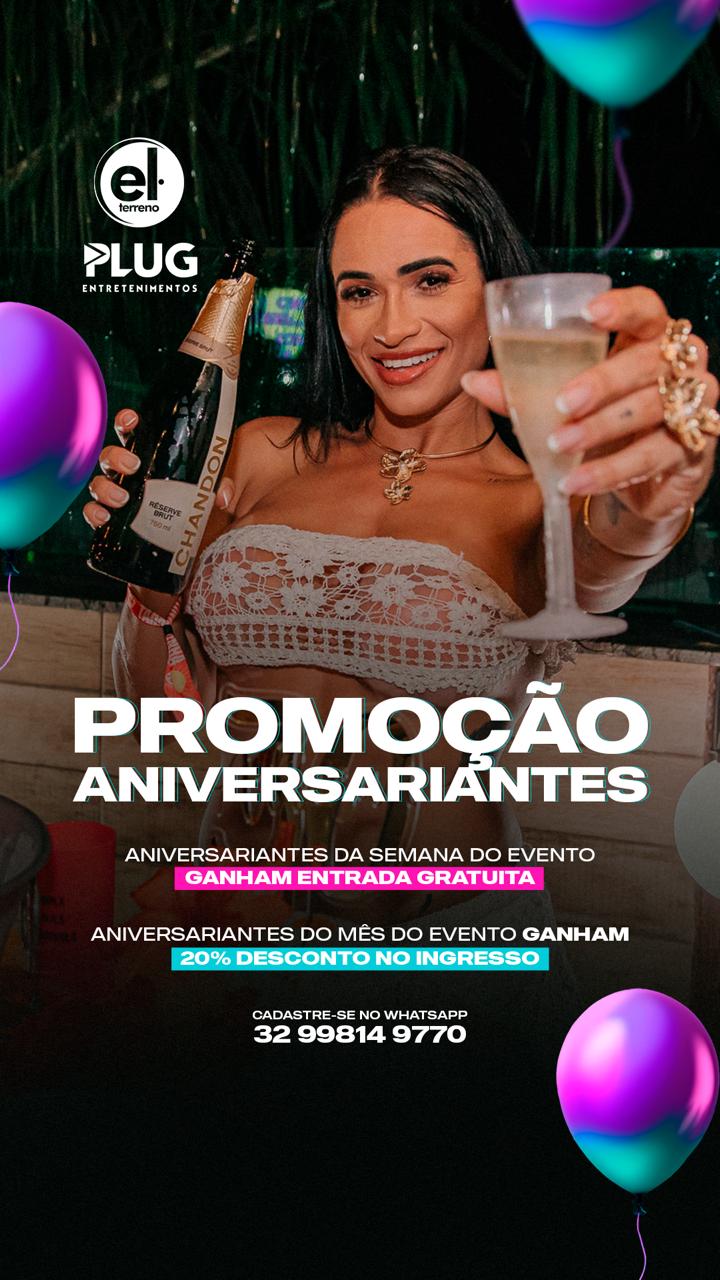 el.
terreno
PLUG
ENTRETENIMENTOS
CHANDON
RÉSERVE
BRUT
750 ml
PROMOÇÃO
ANIVERSARIANTES
ANIVERSARIANTES DA SEMANA DO EVENTO
GANHAM ENTRADA GRATUITA
ANIVERSARIANTES DO MÊS DO EVENTO GANHAM
20% DESCONTO NO INGRESSO
CADASTRE-SE NO WHATSAPP
32 99814 9770